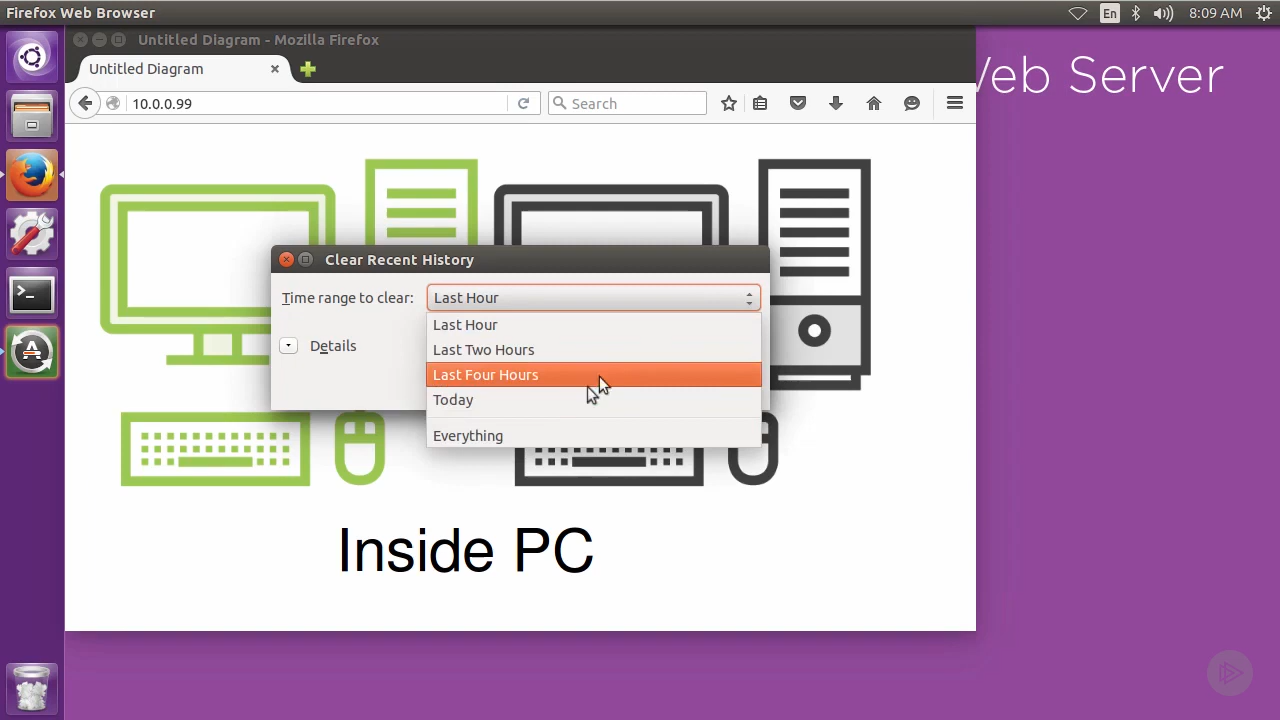 Firefox Web Browser
En
8:09 AM
Untitled Diagram - Mozilla Firefox
Web Server
Untitled Diagram
10.0.0.99
Search
Clear Recent History
Time range to clear:
Last Hour
Last Hour
Details
Last Two Hours
Last Four Hours
Today
Everything
Inside PC